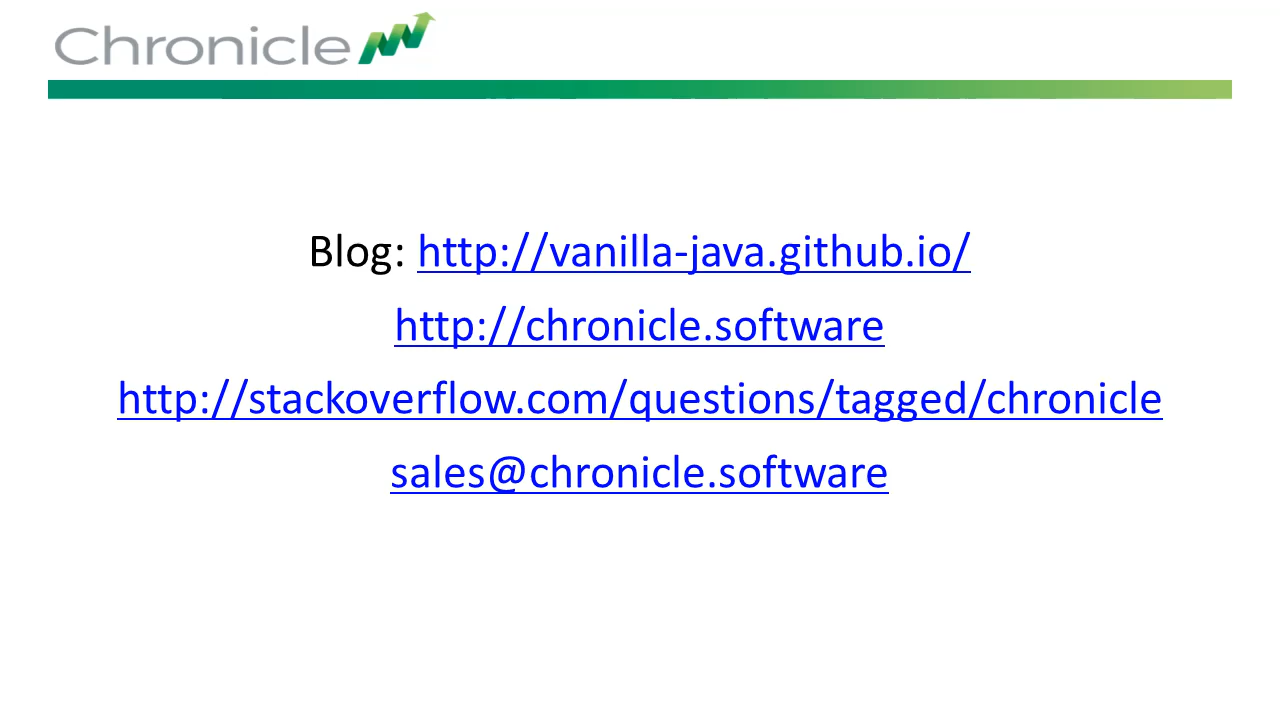 Chronicle
Blog: http://vanilla-java.github.io/
http://chronicle.software
http://stackoverflow.com/questions/tagged/chronicle
sales@chronicle.software